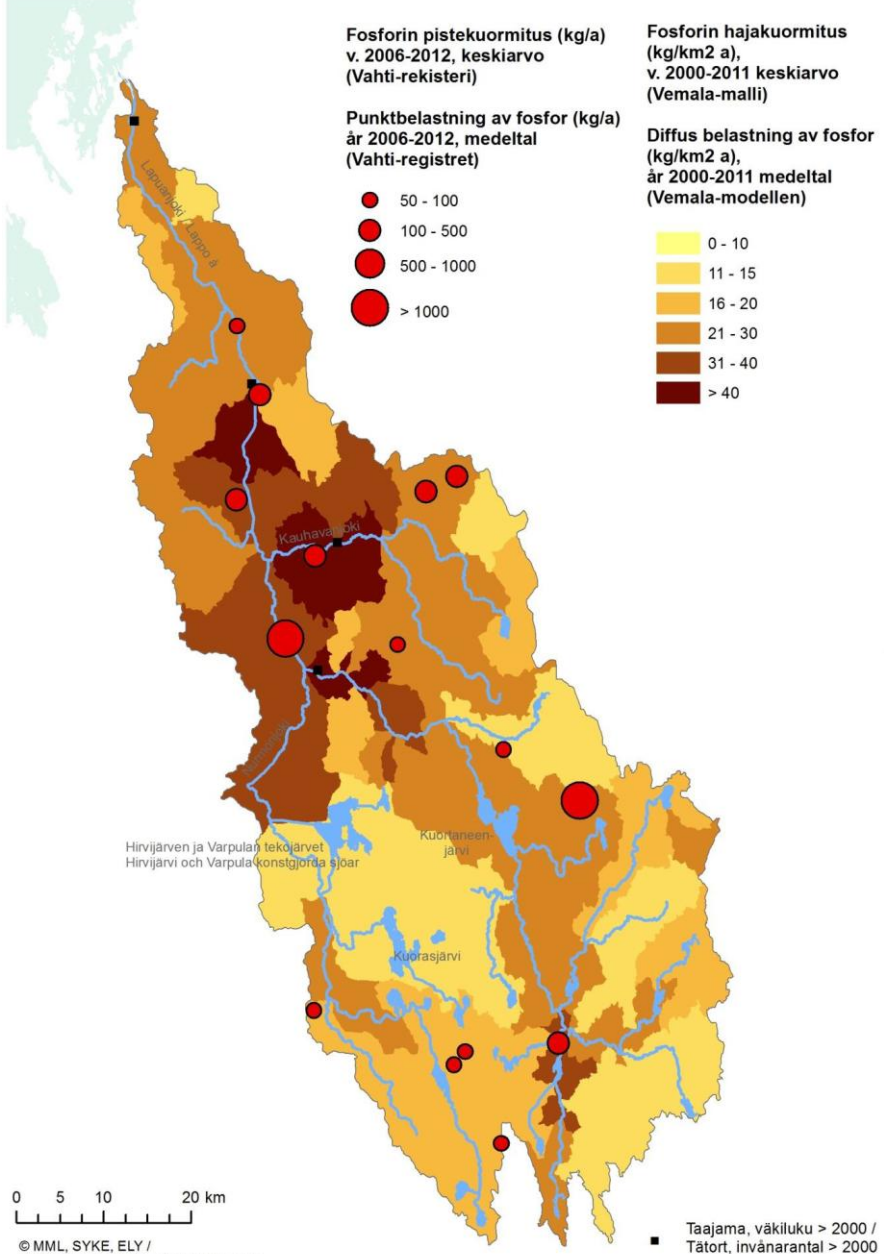 Fosforin pistekuormitus (kg/a)
v. 2006-2012, keskiarvo
(Vahti-rekisteri)
Punktbelastning av fosfor (kg/a)
år 2006-2012, medeltal
(Vahti-registret)
50 - 100
100 - 500
500 - 1000
> 1000
Fosforin hajakuormitus
(kg/km2 a),
v. 2000-2011 keskiarvo
(Vemala-malli)
Diffus belastning av fosfor
(kg/km2 a),
år 2000-2011 medeltal
(Vemala-modellen)
0 - 10
11 - 15
16 - 20
21 - 30
31 - 40
> 40
Lapuanjoki Lappo å
Kauhavanjoki
Nurmonjoki
Hirvijärven ja Varpulan tekojärvet
Hirvijärvi och Varpula konstgjorda sjöar
Kuortaneen-
järvi
Kuorasjärvi
0 5 10 20 km
© MML, SYKE, ELY /
Taajama, väkiluku > 2000 /
Tätort, invånarantal > 2000